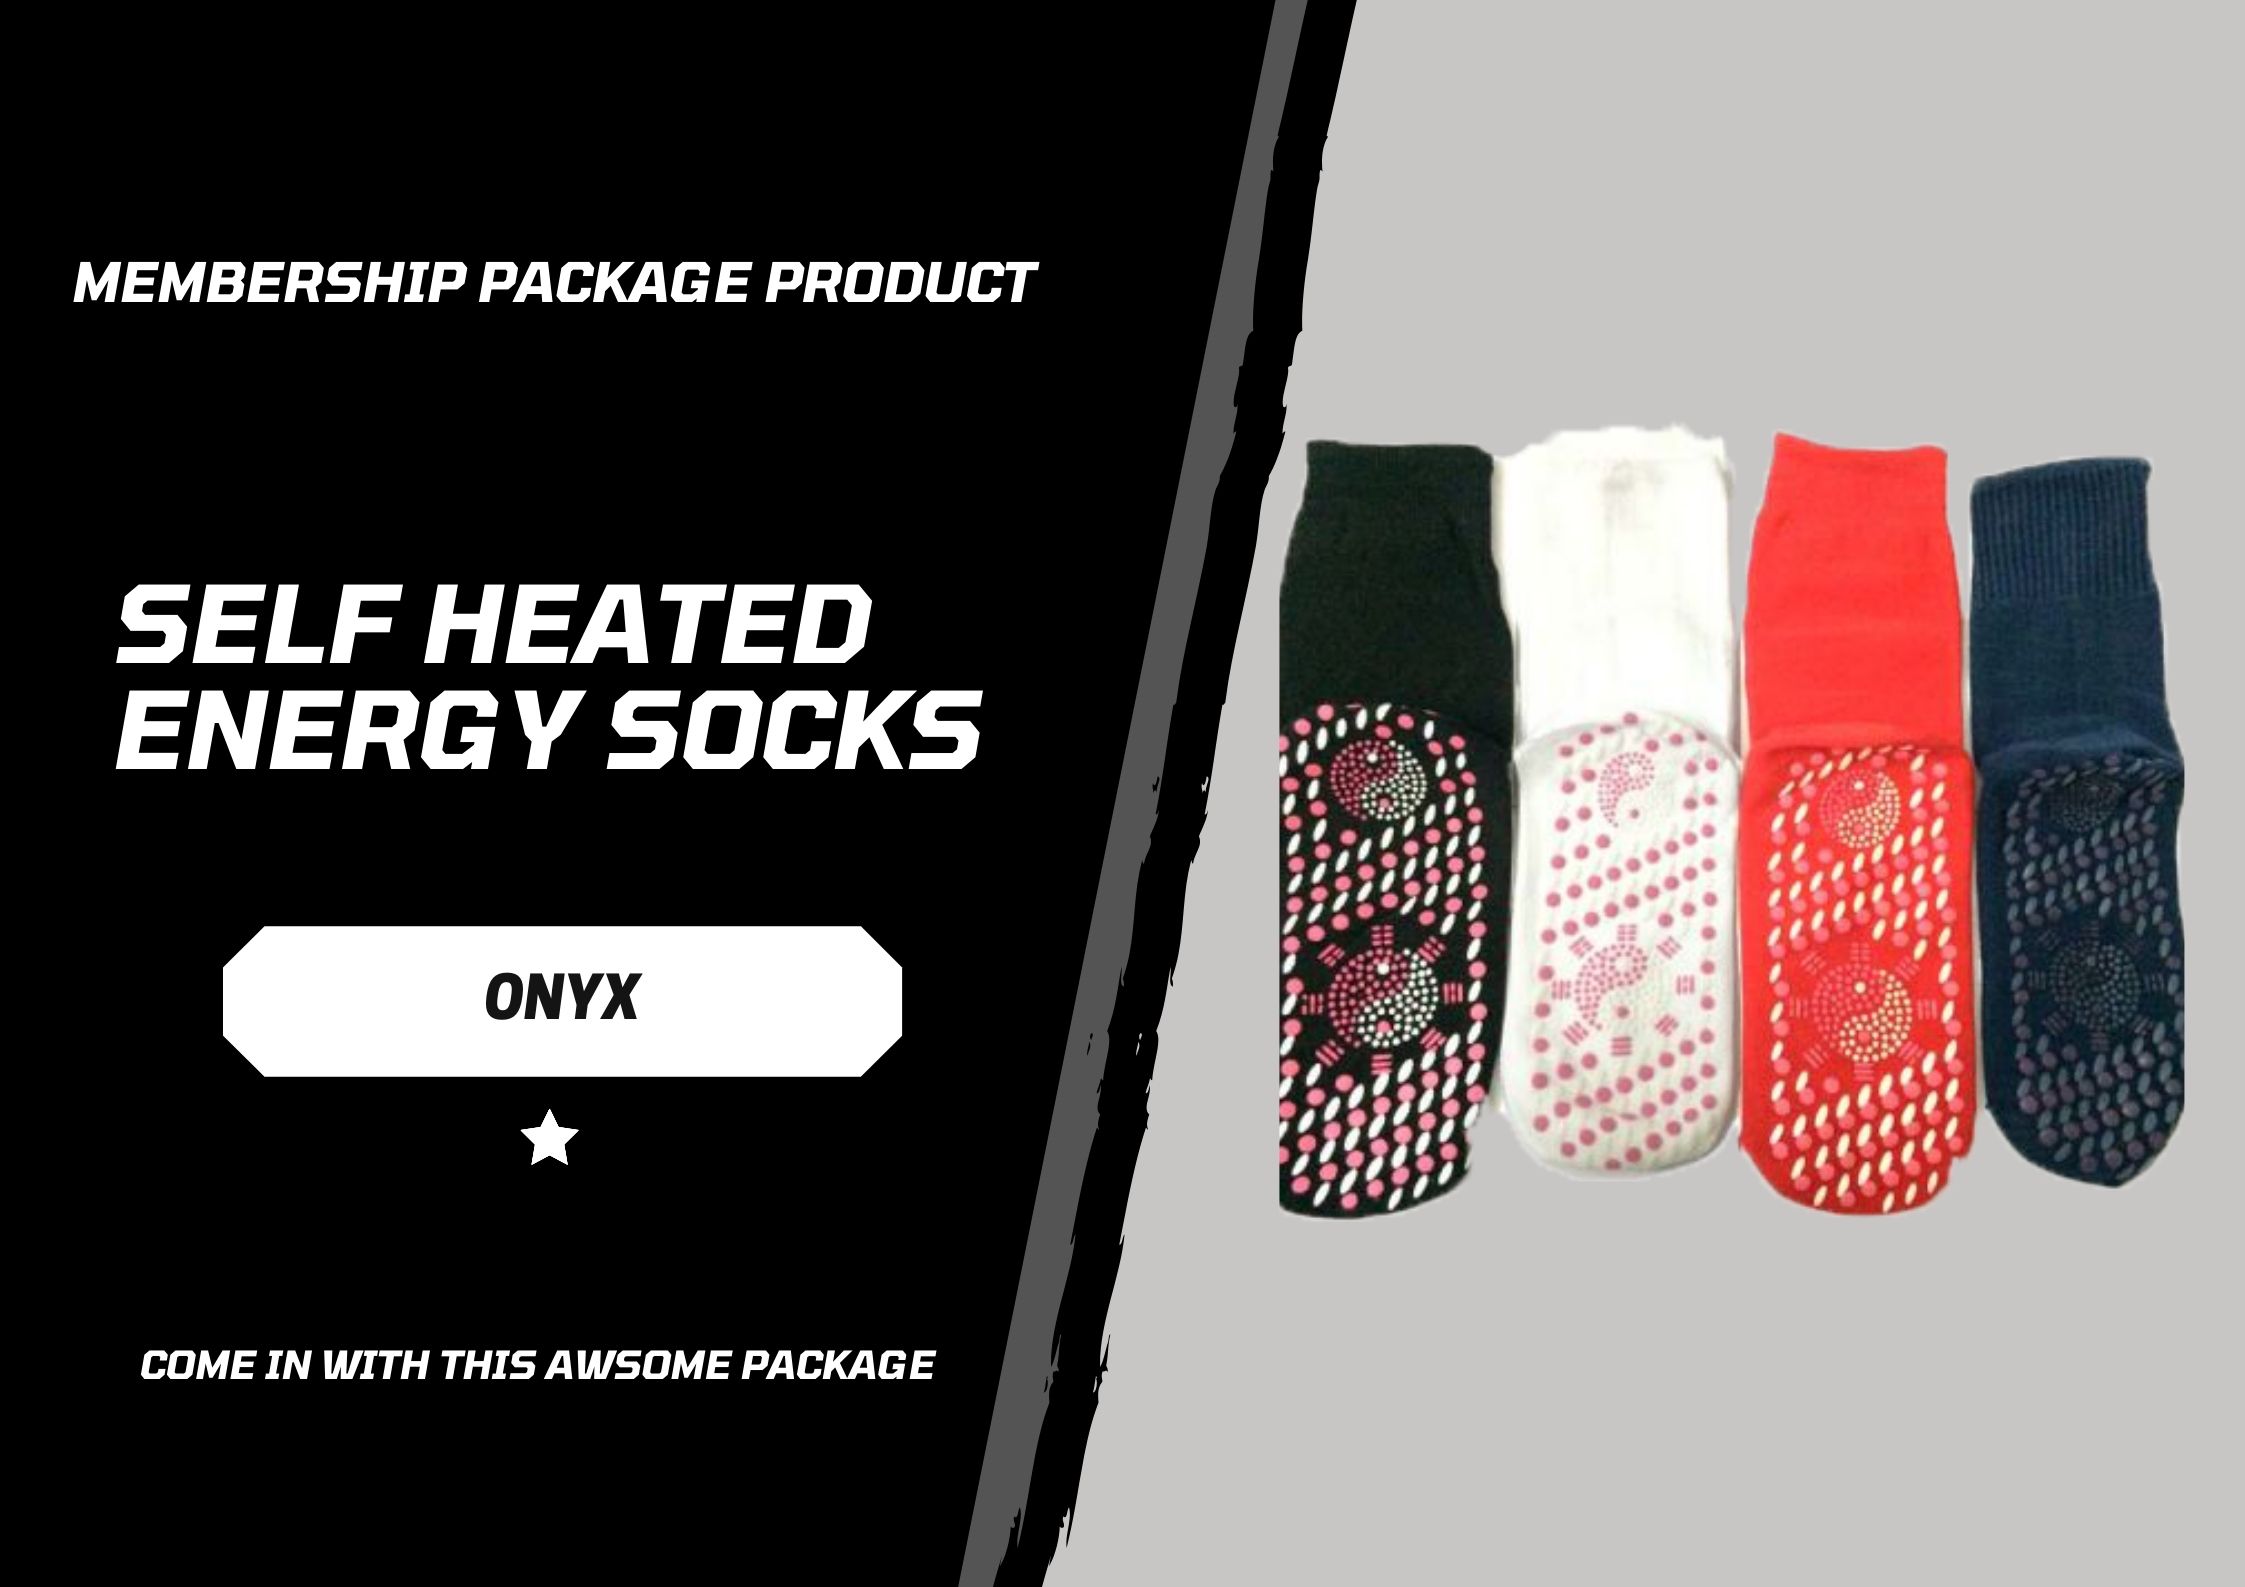 MEMBERSHIP PACKAGE PRODUCT
SELF HEATED
ENERGY SOCKS
ONYX
COME IN WITH THIS AWSOME PACKAGE